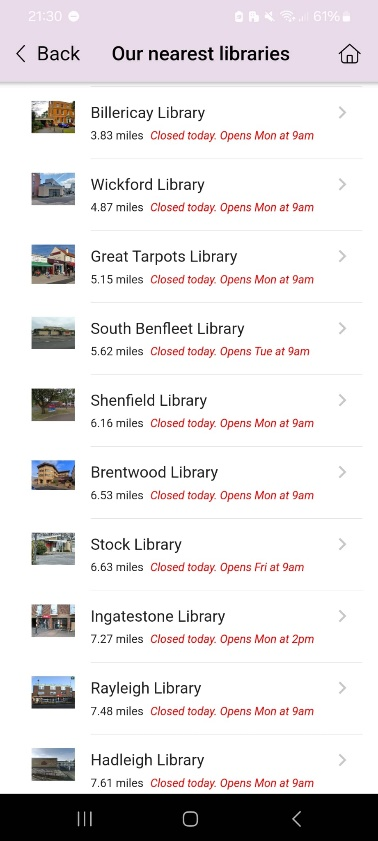 21:30
61%
Back
Our nearest libraries
Billericay Library
3.83 miles Closed today. Opens Mon at 9am
Wickford Library
4.87 miles Closed today. Opens Mon at 9am
Great Tarpots Library
5.15 miles Closed today. Opens Mon at 9am
South Benfleet Library
5.62 miles Closed today. Opens Tue at 9am
Shenfield Library
6.16 miles Closed today. Opens Mon at 9am
Brentwood Library
6.53 miles Closed today. Opens Mon at 9am
Stock Library
6.63 miles Closed today. Opens Fri at 9am
Ingatestone Library
7.27 miles Closed today. Opens Mon at 2pm
Rayleigh Library
7.48 miles Closed today. Opens Mon at 9am
Hadleigh Library
7.61 miles Closed today. Opens Mon at 9am